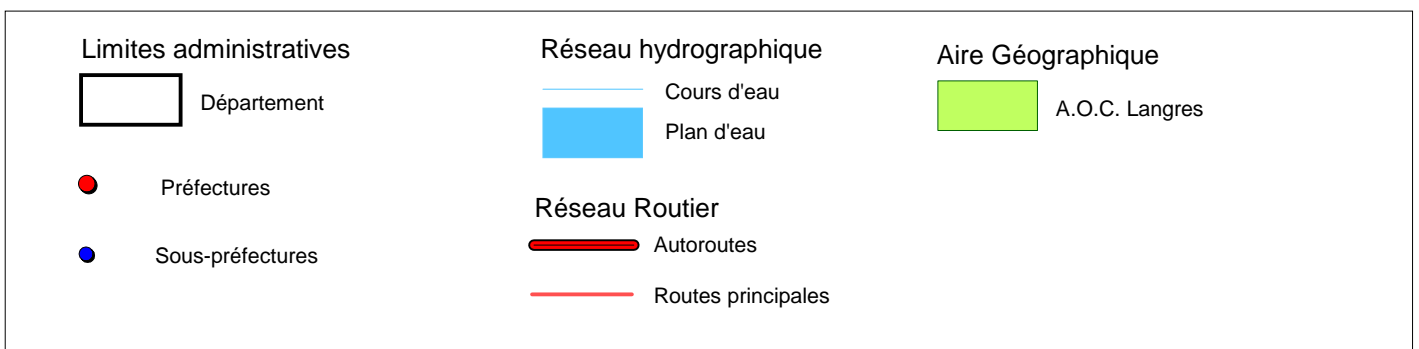 Limites administratives
Département
Préfectures
Sous-préfectures
Réseau hydrographique
Cours d'eau
Plan d'eau
Réseau Routier
Autoroutes
Routes principales
Aire Géographique
A.O.C. Langres